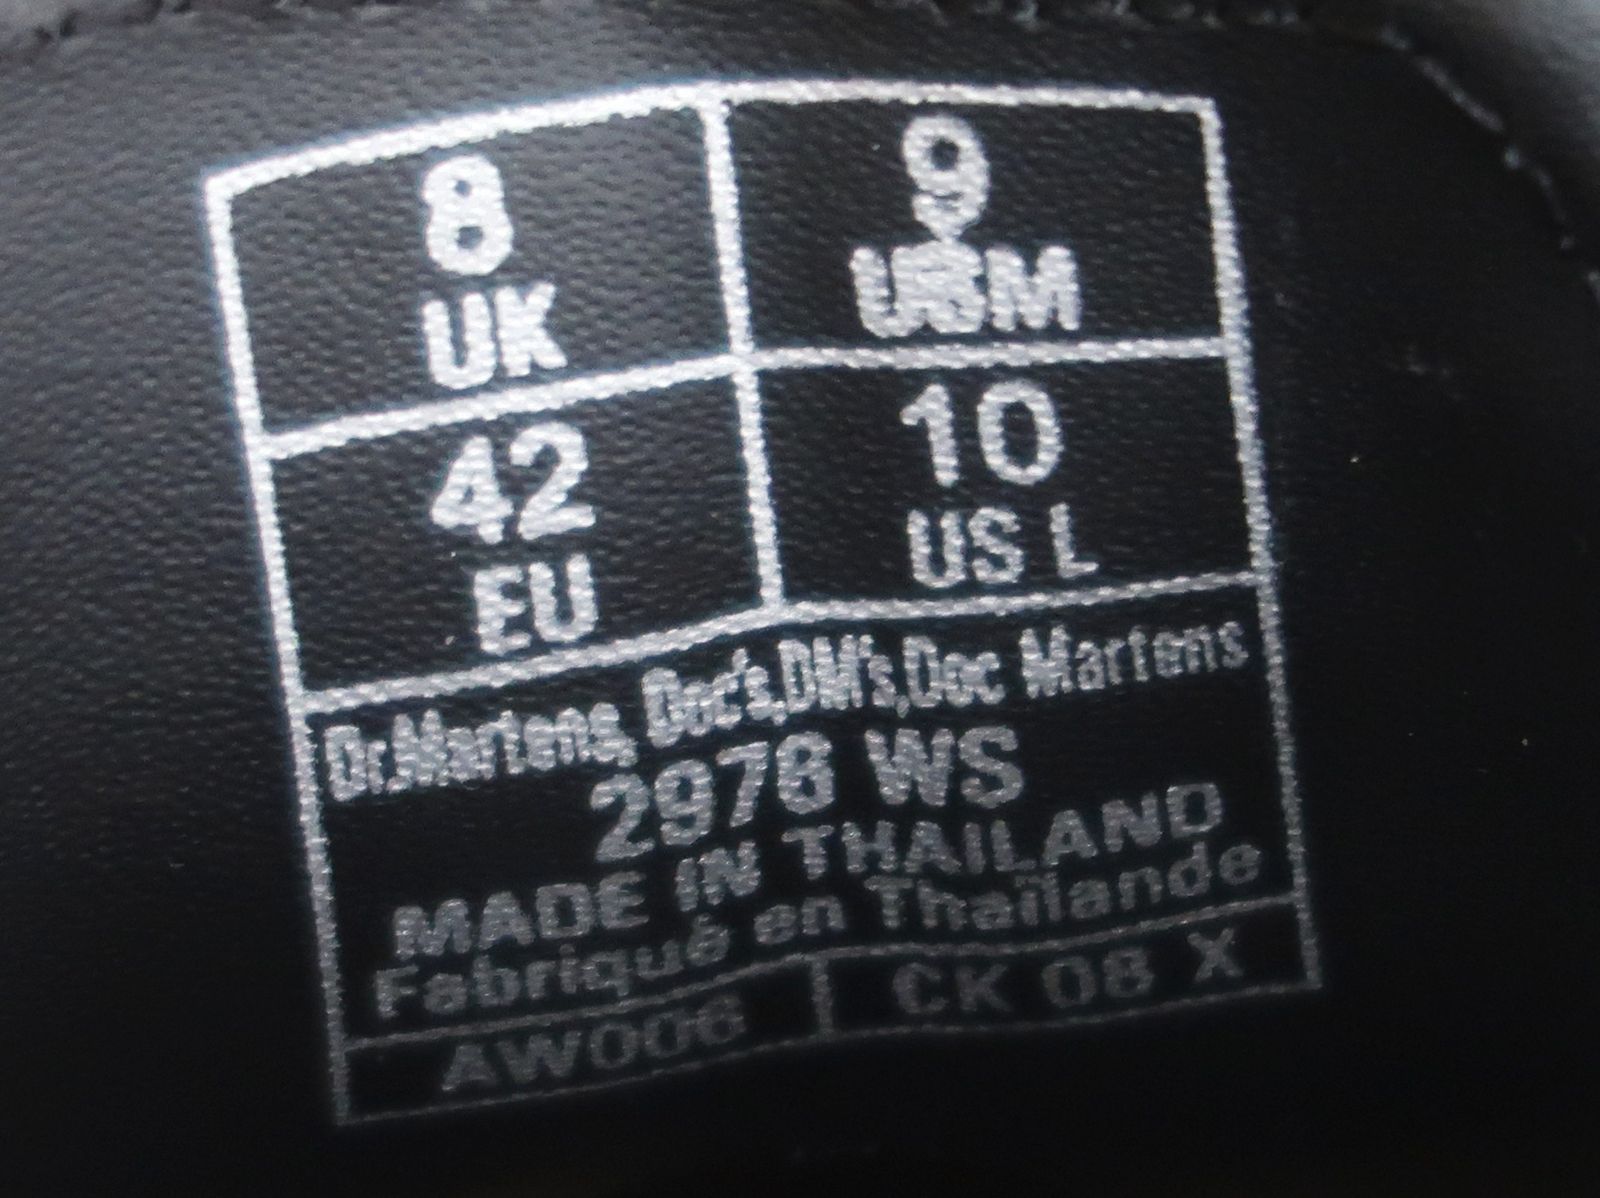 8
UK
9
US M
42
EU
10
US L
Dr.Martens, Doc's,DM's,Doc Martens
2976 WS
MADE IN THAILAND
Fabriqué en Thaïlande
AW006
CK 08 X